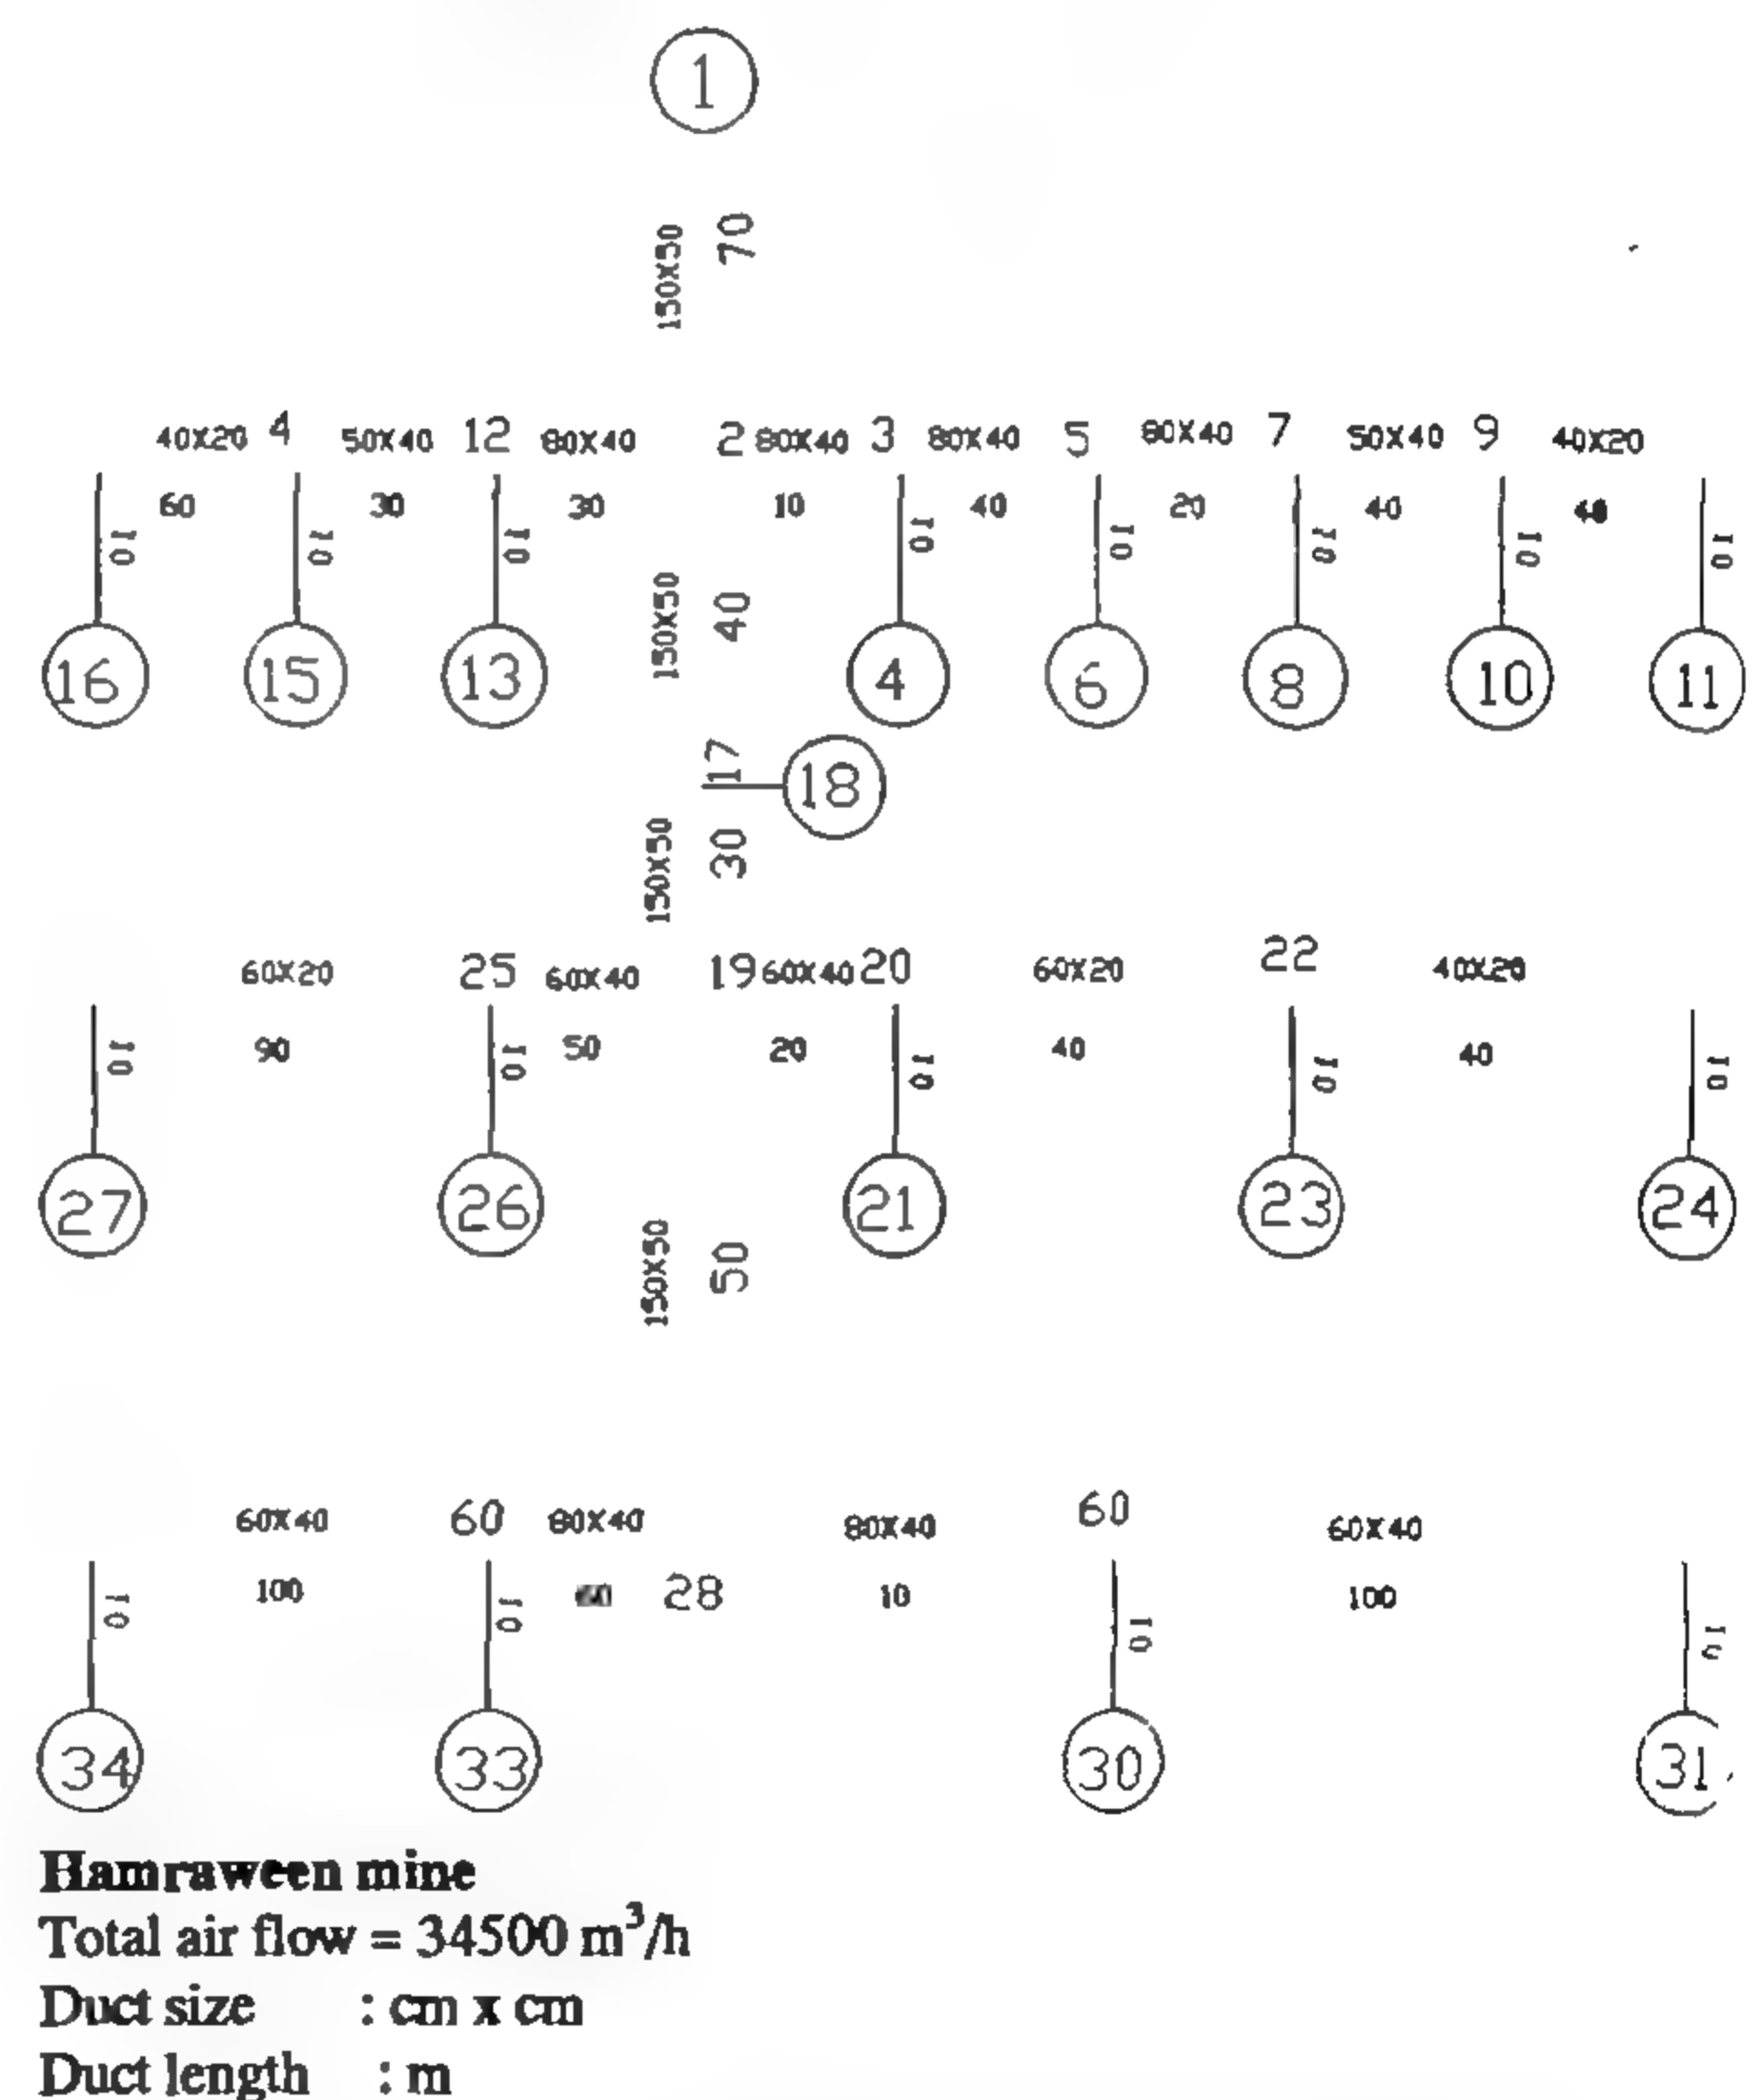 1
150X50 70
40X20 4 50X40 12 80X40 2 80X40 3 80X40 5 80X40 7 50X40 9 40X20
60 30 30 10 40 20 40 40
10 10 10 10 10 10 10 10
150X50 40
16 15 13 4 6 8 10 11
17 18
150X50 30
60X20 25 60X40 19 60X40 20 60X20 22 40X20
90 50 20 40 40
10 10 10 10 10
27 26 21 23 24
150X50 50
60X40 60 80X40 80X40 60 60X40
100 28 10 100
10 10 10
34 33 30 31
Hamraween mine
Total air flow = 34500 m³/h
Duct size : cm x cm
Duct length : m